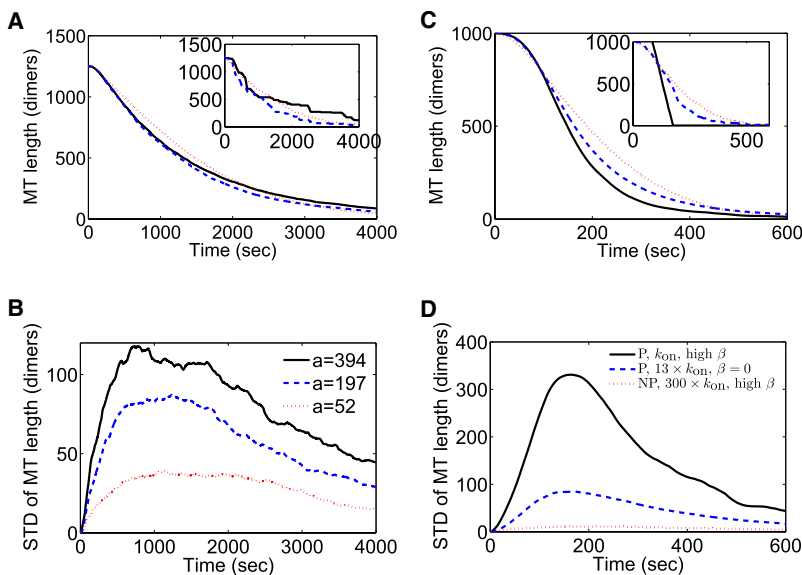 A
MT length (dimers)
1500
1000
500
0
0
1000
2000
3000
4000
Time (sec)
1500
1000
500
0
0
2000
4000
C
MT length (dimers)
1000
500
0
0
200
400
600
Time (sec)
1000
500
0
0
500
B
STD of MT length (dimers)
100
50
0
0
1000
2000
3000
4000
Time (sec)
a=394
a=197
a=52
D
STD of MT length (dimers)
400
300
200
100
0
0
200
400
600
Time (sec)
P, kon, high β
P, 13 × kon, β = 0
NP, 300 × kon, high β